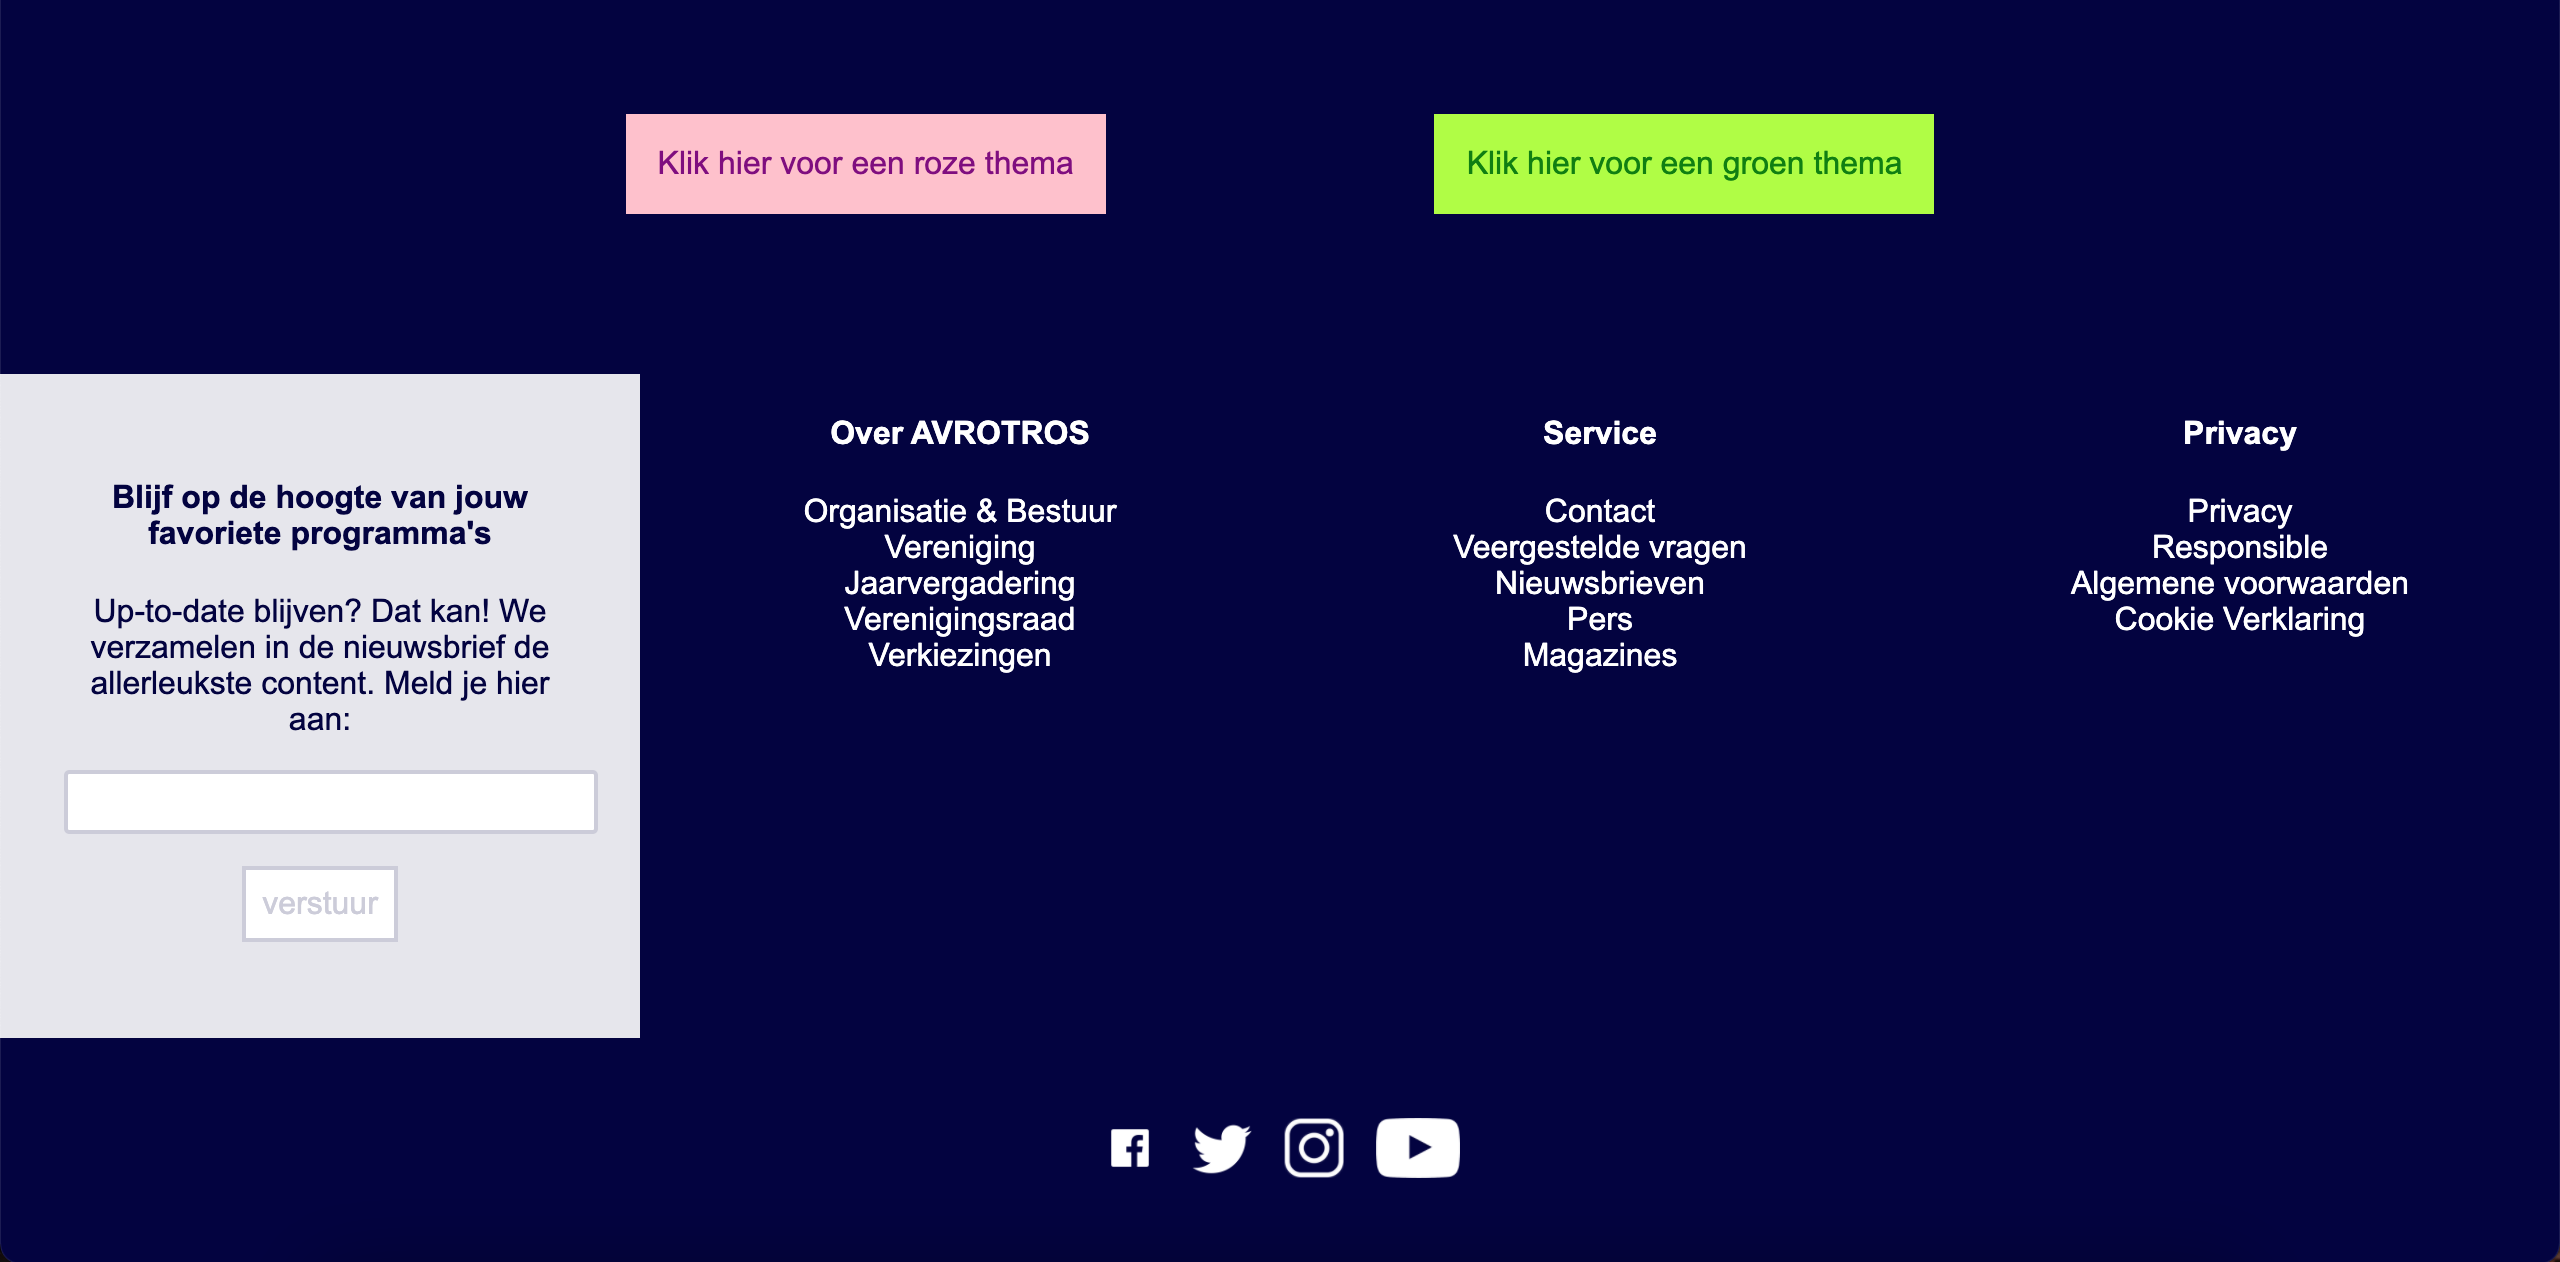 Klik hier voor een roze thema
Klik hier voor een groen thema
Blijf op de hoogte van jouw
favoriete programma's
Up-to-date blijven? Dat kan! We
verzamelen in de nieuwsbrief de
allerleukste content. Meld je hier
aan:
verstuur
Over AVROTROS
Organisatie & Bestuur
Vereniging
Jaarvergadering
Verenigingsraad
Verkiezingen
Service
Contact
Veergestelde vragen
Nieuwsbrieven
Pers
Magazines
Privacy
Privacy
Responsible
Algemene voorwaarden
Cookie Verklaring